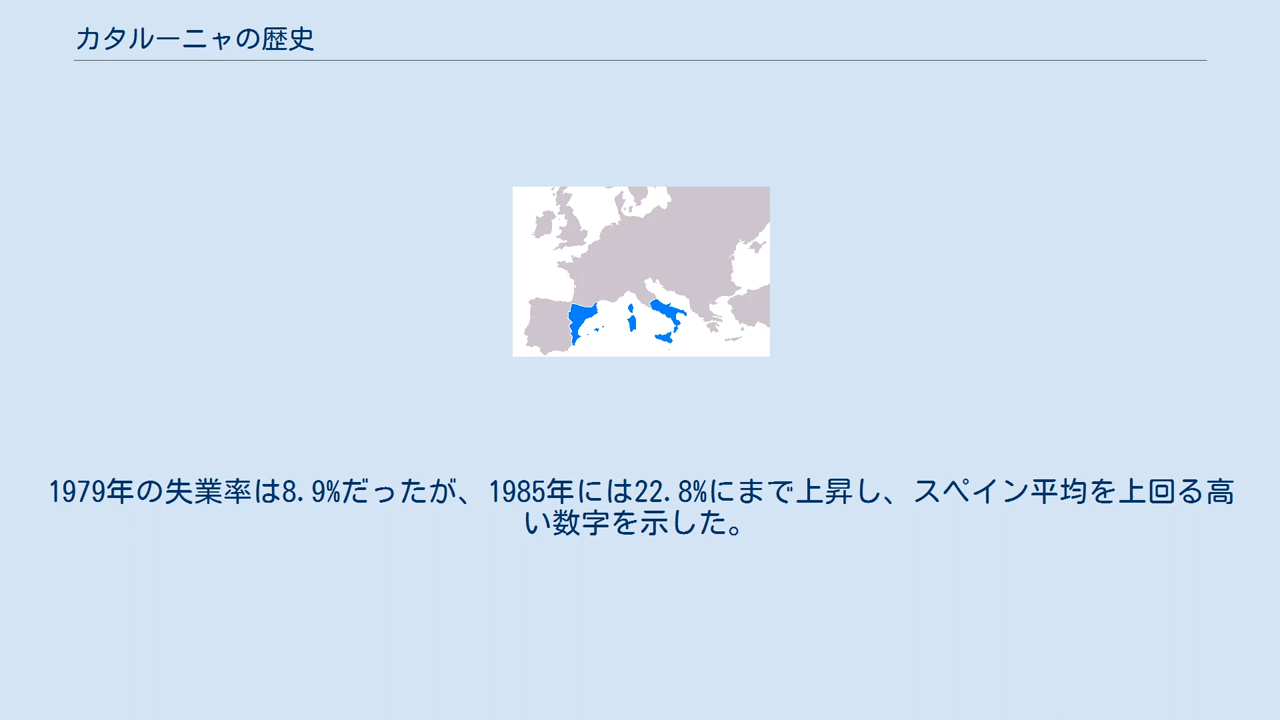 カタルーニャの歴史
1979年の失業率は8.9%だったが、1985年には22.8%にまで上昇し、スペイン平均を上回る高
い数字を示した。